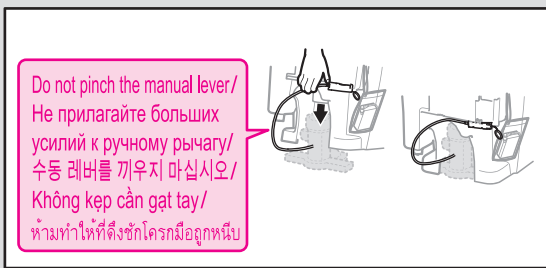 Do not pinch the manual lever/
Не прилагайте больших
усилий к ручному рычагу/
수동 레버를 끼우지 마십시오/
Không kẹp cần gạt tay/
ห้ามทำให้ที่ดึงชักโครกมือถูกหนีบ